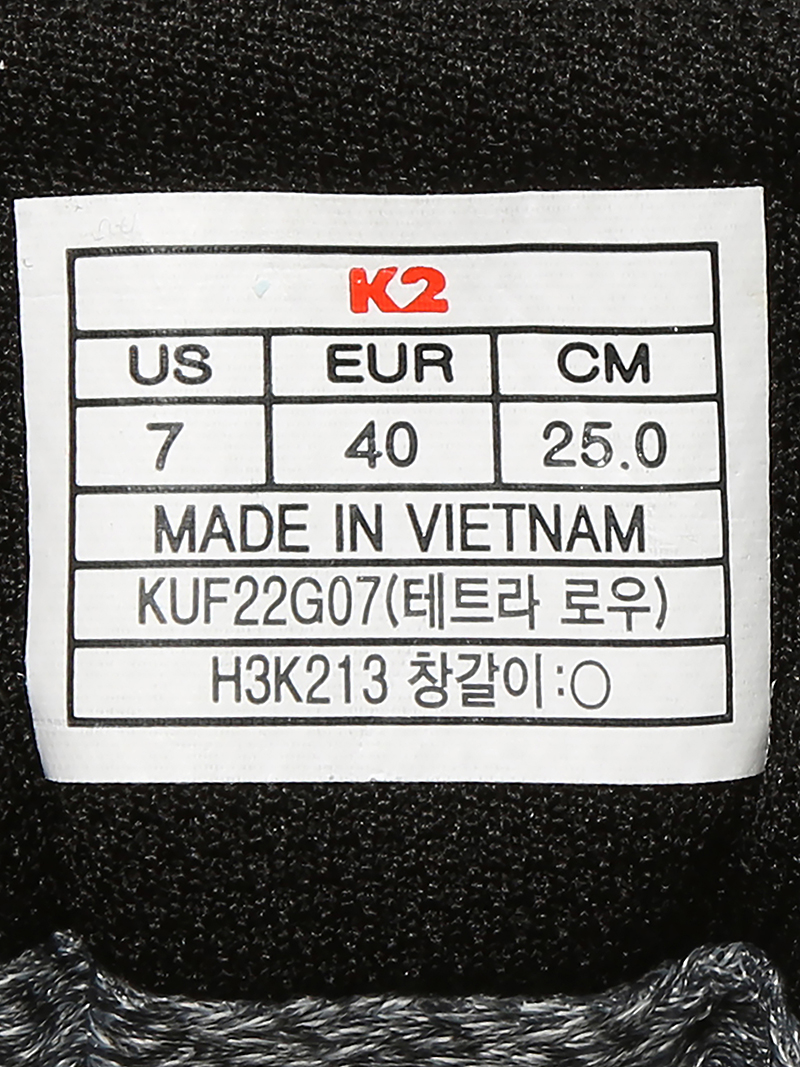 K2
US EUR CM
7 40 25.0
MADE IN VIETNAM
KUF22G07(테트라 로우)
H3K213 창갈이:○